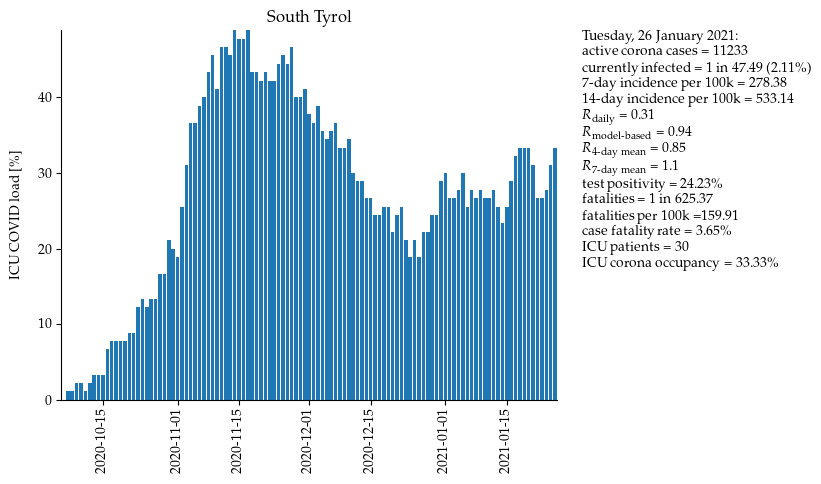 South Tyrol
ICU COVID load [%]
40
30
20
10
0
2020-10-15
2020-11-01
2020-11-15
2020-12-01
2020-12-15
2021-01-01
2021-01-15
Tuesday, 26 January 2021:
active corona cases = 11233
currently infected = 1 in 47.49 (2.11%)
7-day incidence per 100k = 278.38
14-day incidence per 100k = 533.14
R_daily = 0.31
R_model-based = 0.94
R_4-day mean = 0.85
R_7-day mean = 1.1
test positivity = 24.23%
fatalities = 1 in 625.37
fatalities per 100k =159.91
case fatality rate = 3.65%
ICU patients = 30
ICU corona occupancy = 33.33%